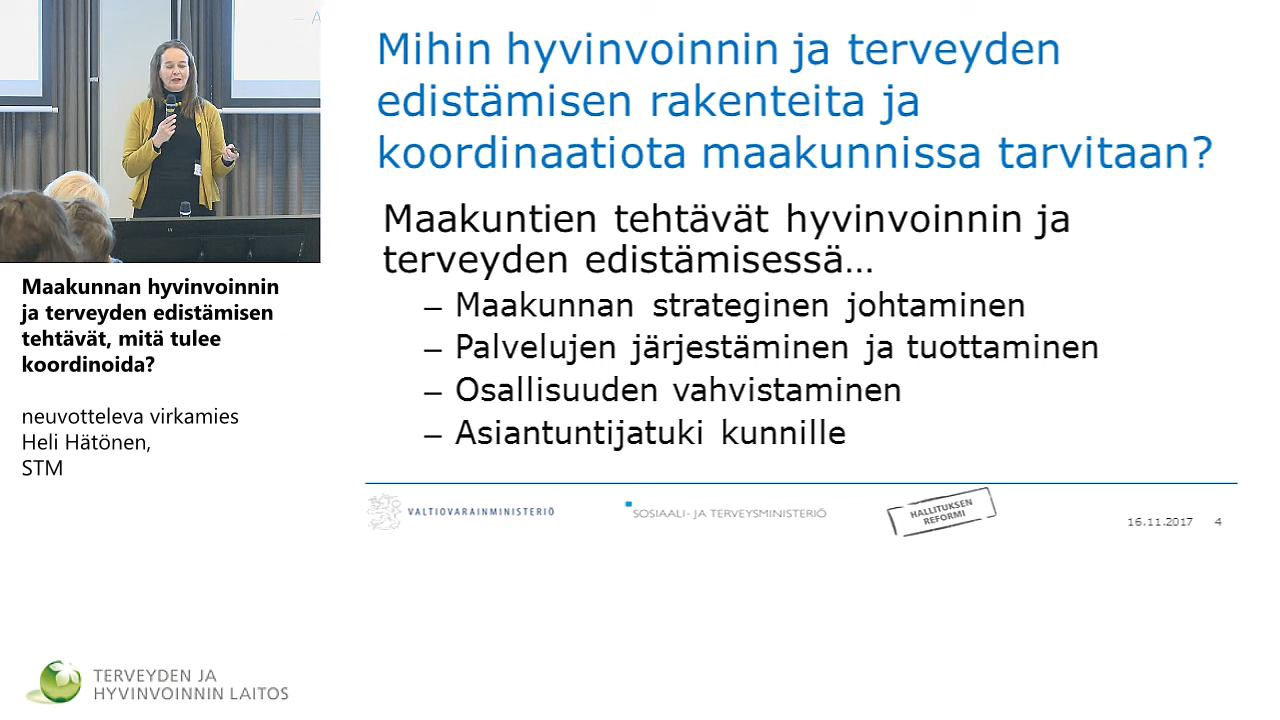 Mihin hyvinvoinnin ja terveyden
edistämisen rakenteita ja
koordinaatiota maakunnissa tarvitaan?
Maakuntien tehtävät hyvinvoinnin ja
terveyden edistämisessä...
– Maakunnan strateginen johtaminen
– Palvelujen järjestäminen ja tuottaminen
– Osallisuuden vahvistaminen
– Asiantuntijatuki kunnille
VALTIOVARAINMINISTERIÖ
SOSIAALI- JA TERVEYSMINISTERIÖ
HALLITUKSEN
REFORMI
16.11.2017 4
Maakunnan hyvinvoinnin
ja terveyden edistämisen
tehtävät, mitä tulee
koordinoida?
neuvotteleva virkamies
Heli Hätönen,
STM
TERVEYDEN JA
HYVINVOINNIN LAITOS